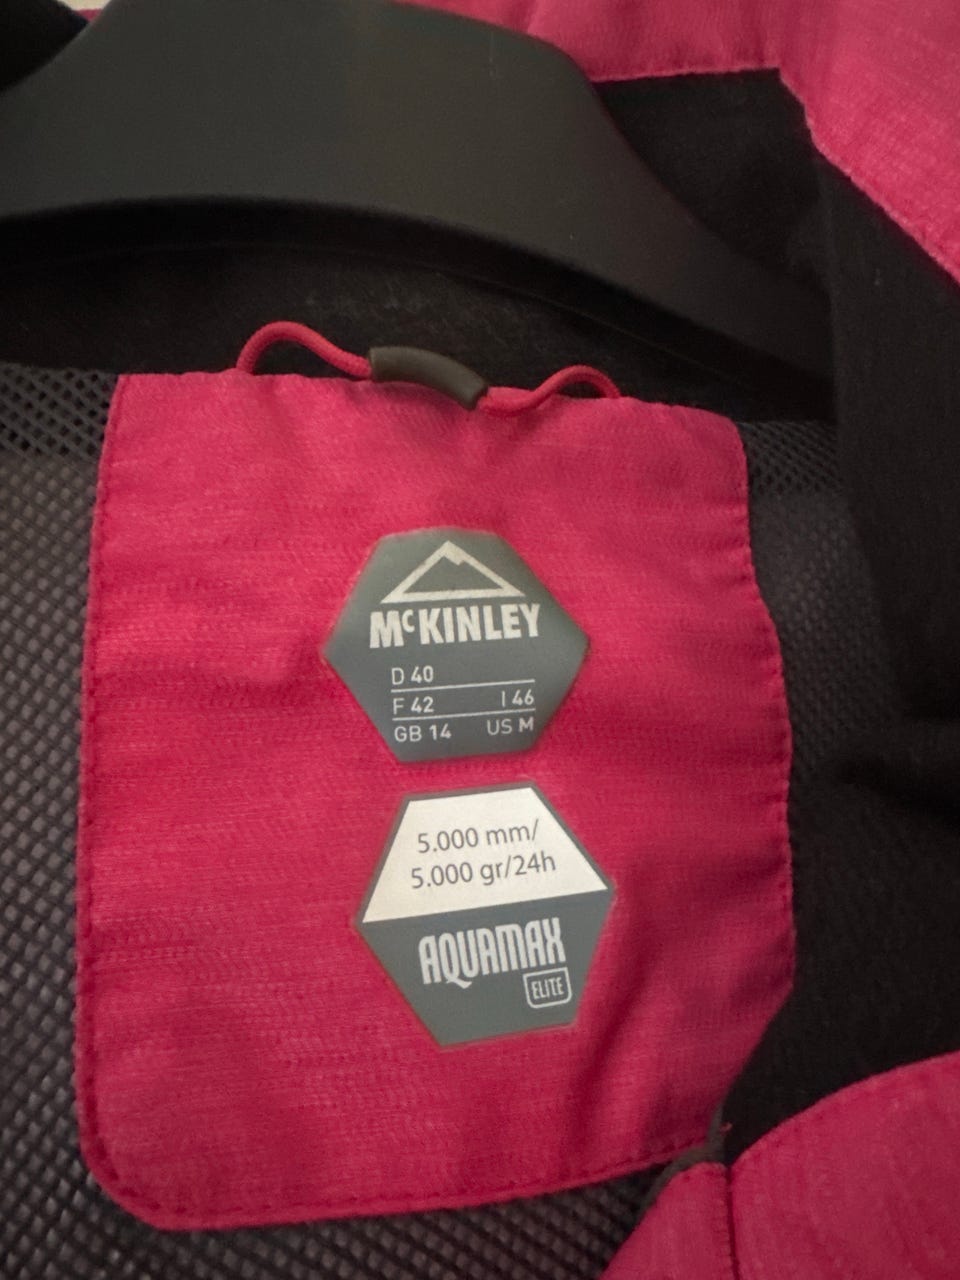 McKINLEY
D 40
F 42 I 46
GB 14 US M
5.000 mm/
5.000 gr/24h
AQUAMAX
ELITE